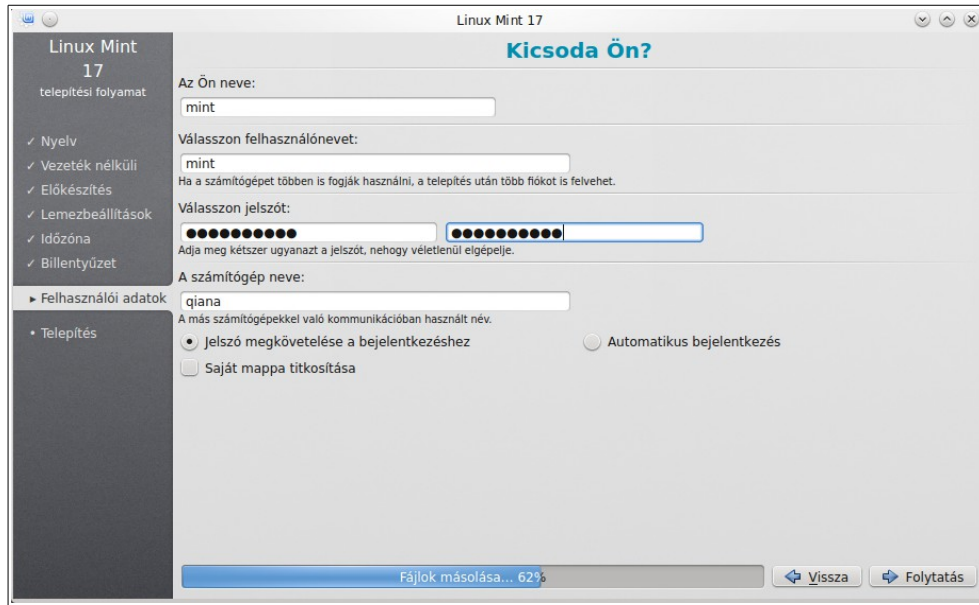 Linux Mint 17
Linux Mint
17
telepítési folyamat
✓ Nyelv
✓ Vezeték nélküli
✓ Előkészítés
✓ Lemezbeállítások
✓ Időzóna
✓ Billentyűzet
▸ Felhasználói adatok
• Telepítés
Kicsoda Ön?
Az Ön neve:
mint
Válasszon felhasználónevet:
mint
Ha a számítógépet többen is fogják használni, a telepítés után több fiókot is felvehet.
Válasszon jelszót:
●●●●●●●●●● ●●●●●●●●●●
Adja meg kétszer ugyanazt a jelszót, nehogy véletlenül elgépelje.
A számítógép neve:
qiana
A más számítógépekkel való kommunikációban használt név.
Jelszó megkövetelése a bejelentkezéshez Automatikus bejelentkezés
Saját mappa titkosítása
Fájlok másolása... 62% Vissza Folytatás